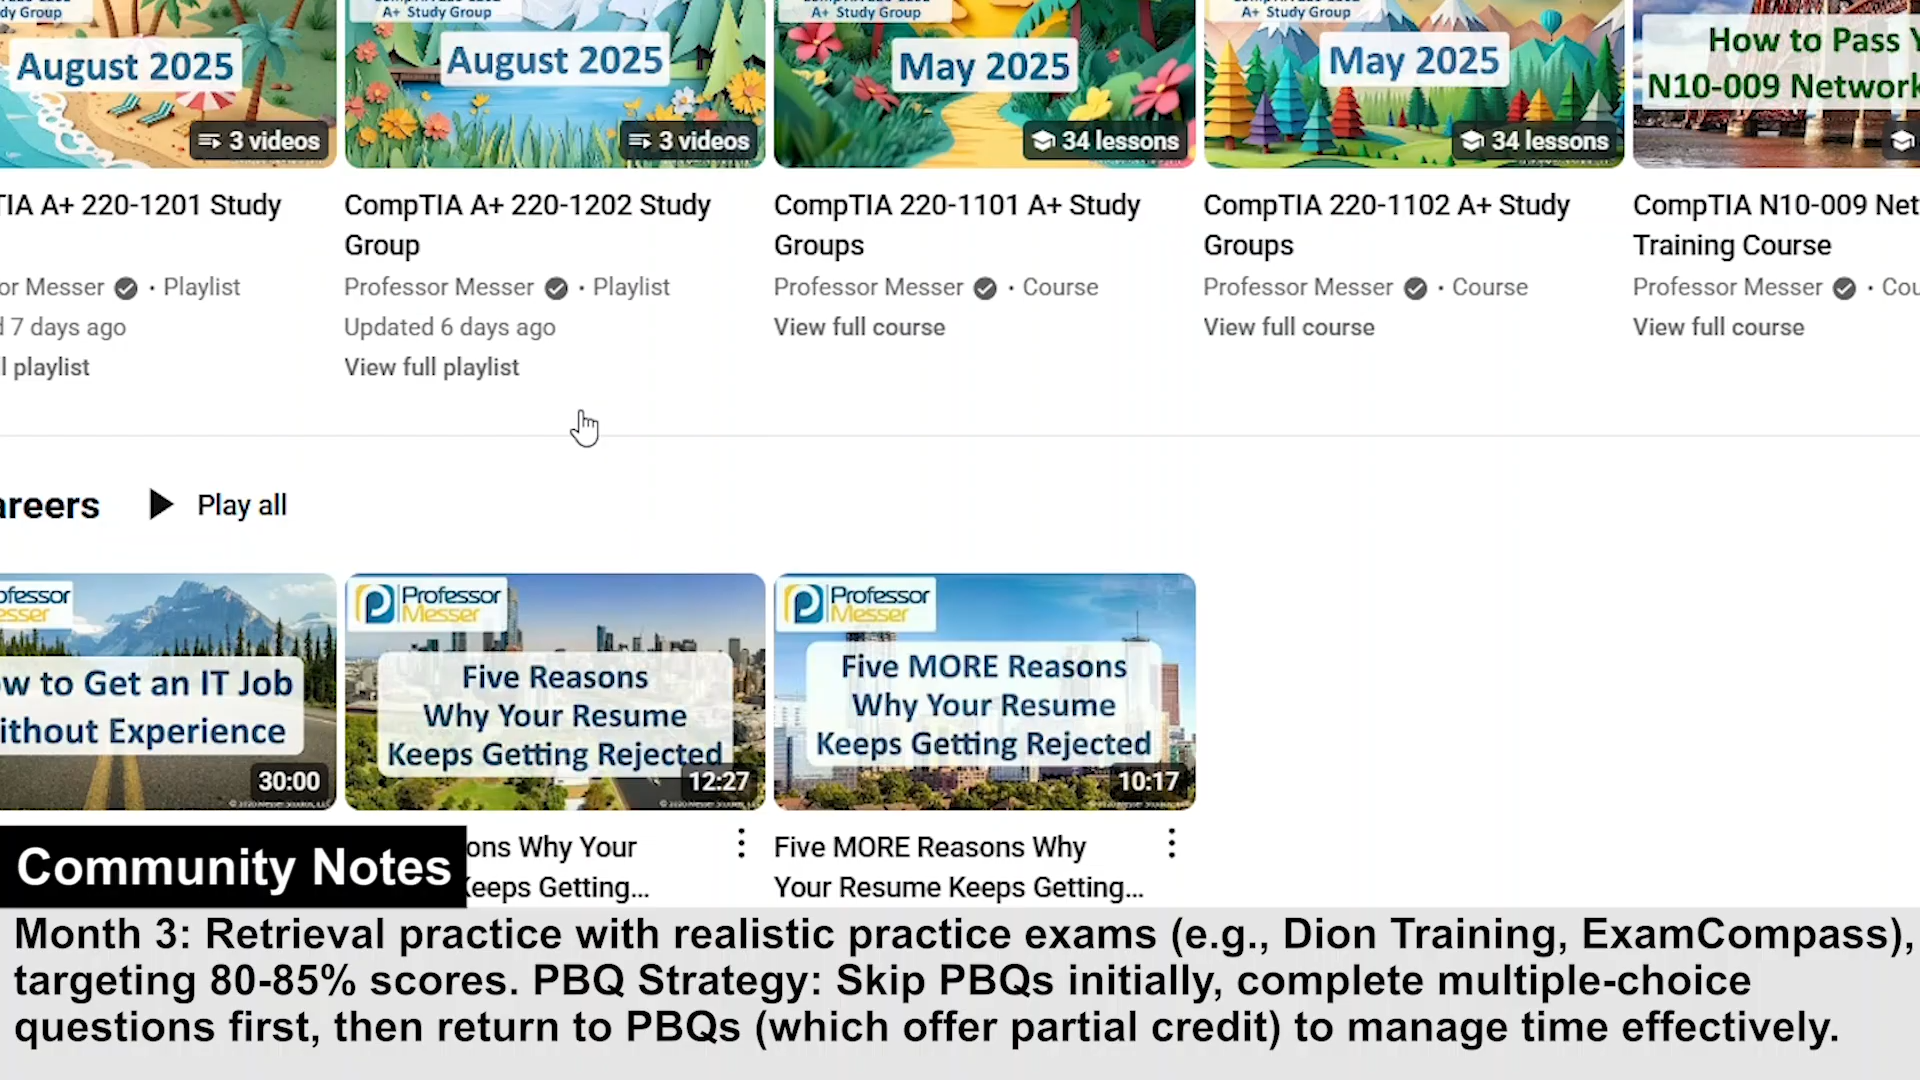 A+ Study Group
A+ Study Group
A+ Study Group
August 2025
August 2025
May 2025
May 2025
How to Pass Y
N10-009 Network
3 videos
3 videos
34 lessons
34 lessons
TIA A+ 220-1201 Study
CompTIA A+ 220-1202 Study
Group
CompTIA 220-1101 A+ Study
Groups
CompTIA 220-1102 A+ Study
Groups
CompTIA N10-009 Net
Training Course
or Messer • Playlist
Professor Messer • Playlist
Professor Messer • Course
Professor Messer • Course
Professor Messer • Cou
d 7 days ago
Updated 6 days ago
View full course
View full course
View full course
l playlist
View full playlist
areers
Play all
ofessor
esser
ow to Get an IT Job
ithout Experience
30:00
Professor
Messer
Five Reasons
Why Your Resume
Keeps Getting Rejected
12:27
Professor
Messer
Five MORE Reasons
Why Your Resume
Keeps Getting Rejected
10:17
ons Why Your
Keeps Getting...
Five MORE Reasons Why
Your Resume Keeps Getting...
Community Notes
Month 3: Retrieval practice with realistic practice exams (e.g., Dion Training, ExamCompass),
targeting 80-85% scores. PBQ Strategy: Skip PBQs initially, complete multiple-choice
questions first, then return to PBQs (which offer partial credit) to manage time effectively.